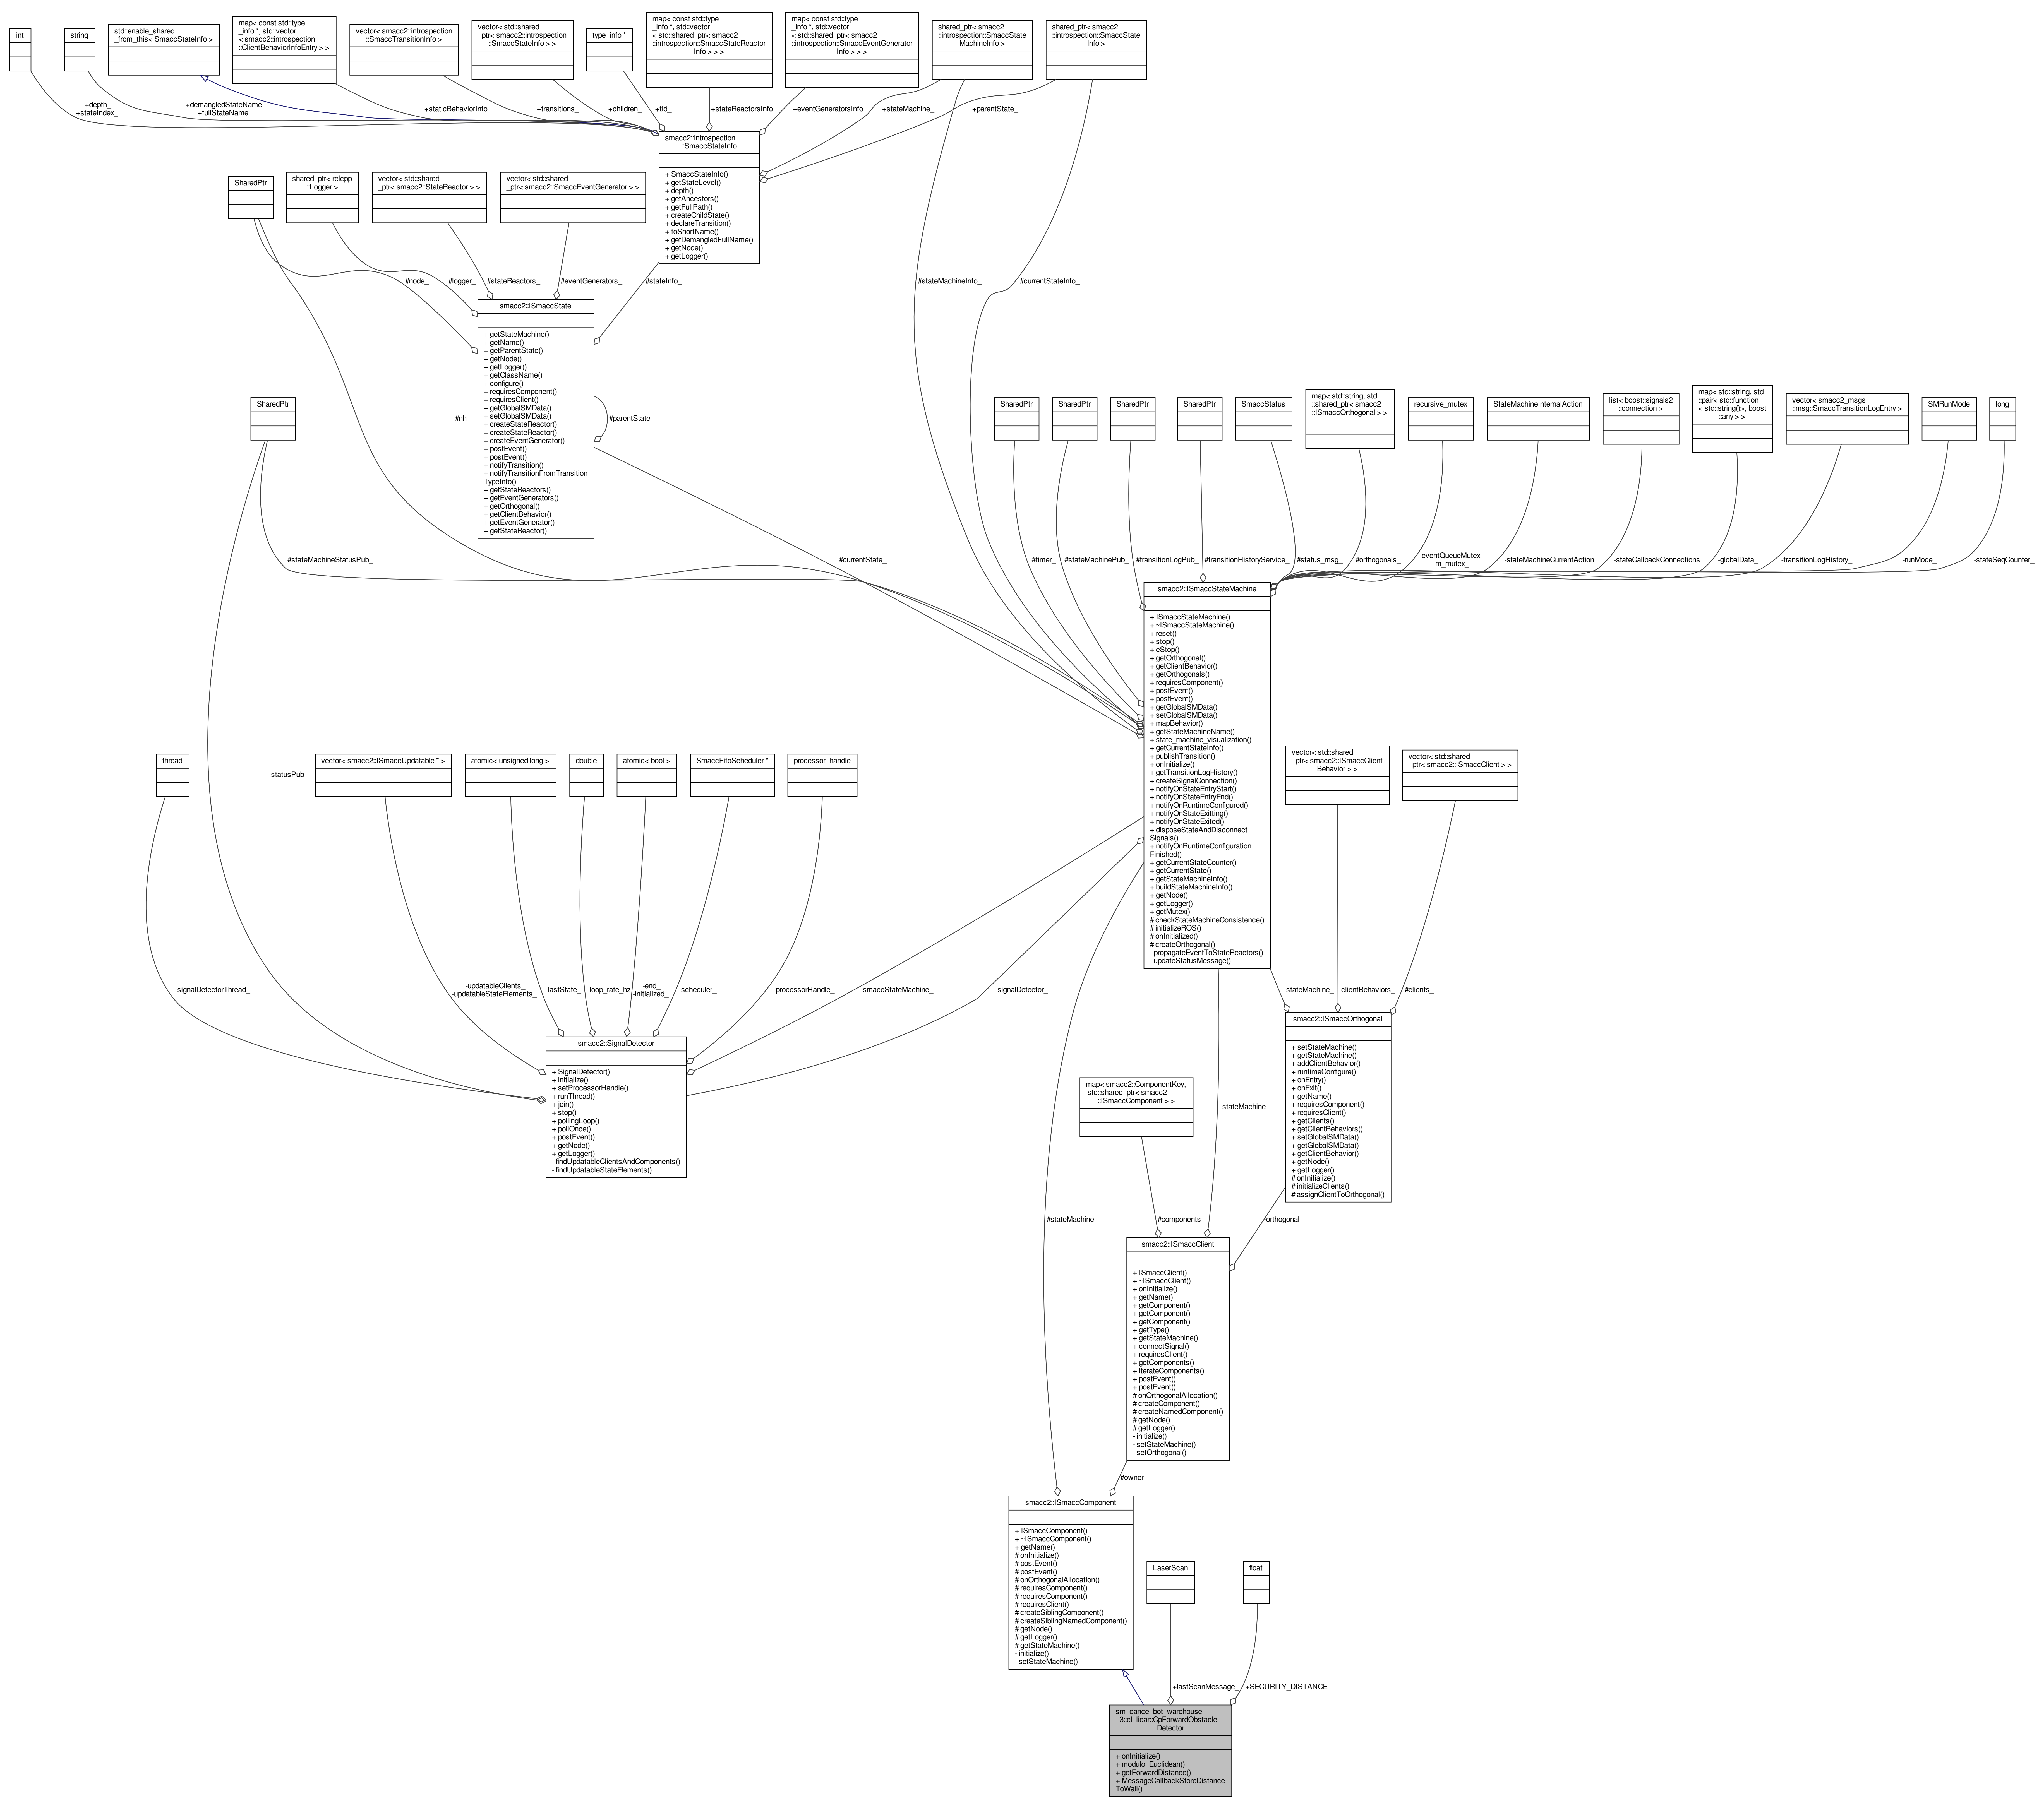 int
string
std::enable_shared
_from_this< SmaccStateInfo >
map< const std::type
_info *, std::vector
< smacc2::introspection
::ClientBehaviorInfoEntry > >
vector< smacc2::introspection
::SmaccTransitionInfo >
vector< std::shared
_ptr< smacc2::introspection
::SmaccStateInfo > >
type_info *
map< const std::type
_info *, std::vector
< std::shared_ptr< smacc2
::introspection::SmaccStateReactor
Info > > >
map< const std::type
_info *, std::vector
< std::shared_ptr< smacc2
::introspection::SmaccEventGenerator
Info > > >
shared_ptr< smacc2
::introspection::SmaccState
MachineInfo >
shared_ptr< smacc2
::introspection::SmaccState
Info >
+depth_
+stateIndex_
+demangledStateName
+fullStateName
+staticBehaviorInfo
+transitions_
+children_
+tid_
+stateReactorsInfo
+eventGeneratorsInfo
+stateMachine_
+parentState_
smacc2::introspection
::SmaccStateInfo
+ SmaccStateInfo()
+ getStateLevel()
+ depth()
+ getAncestors()
+ getFullPath()
+ createChildState()
+ declareTransition()
+ toShortName()
+ getDemangledFullName()
+ getNode()
+ getLogger()
SharedPtr
shared_ptr< rclcpp
::Logger >
vector< std::shared
_ptr< smacc2::StateReactor > >
vector< std::shared
_ptr< smacc2::SmaccEventGenerator > >
#node_
#logger_
#stateReactors_
#eventGenerators_
#stateInfo_
#stateMachineInfo_
#currentStateInfo_
smacc2::ISmaccState
+ getStateMachine()
+ getName()
+ getParentState()
+ getNode()
+ getLogger()
+ getClassName()
+ configure()
+ requiresComponent()
+ requiresClient()
+ getGlobalSMData()
+ setGlobalSMData()
+ createStateReactor()
+ createStateReactor()
+ createEventGenerator()
+ postEvent()
+ postEvent()
+ notifyTransition()
+ notifyTransitionFromTransition
TypeInfo()
+ getStateReactors()
+ getEventGenerators()
+ getOrthogonal()
+ getClientBehavior()
+ getEventGenerator()
+ getStateReactor()
#nh_
#parentState_
SharedPtr
SharedPtr
SharedPtr
SharedPtr
SharedPtr
SmaccStatus
map< std::string, std
::shared_ptr< smacc2
::ISmaccOrthogonal > >
recursive_mutex
StateMachineInternalAction
list< boost::signals2
::connection >
map< std::string, std
::pair< std::function
< std::string()>, boost
::any > >
vector< smacc2_msgs
::msg::SmaccTransitionLogEntry >
SMRunMode
long
#stateMachineStatusPub_
#currentState_
#timer_
#stateMachinePub_
#transitionLogPub_
#transitionHistoryService_
#status_msg_
#orthogonals_
-eventQueueMutex_
-m_mutex_
-stateMachineCurrentAction
-stateCallbackConnections
-globalData_
-transitionLogHistory_
-runMode_
-stateSeqCounter_
smacc2::ISmaccStateMachine
+ ISmaccStateMachine()
+ ~ISmaccStateMachine()
+ reset()
+ stop()
+ eStop()
+ getOrthogonal()
+ getClientBehavior()
+ getOrthogonals()
+ requiresComponent()
+ postEvent()
+ postEvent()
+ getGlobalSMData()
+ setGlobalSMData()
+ mapBehavior()
+ getStateMachineName()
+ state_machine_visualization()
+ getCurrentStateInfo()
+ publishTransition()
+ onInitialize()
+ getTransitionLogHistory()
+ createSignalConnection()
+ notifyOnStateEntryStart()
+ notifyOnStateEntryEnd()
+ notifyOnRuntimeConfigured()
+ notifyOnStateExitting()
+ notifyOnStateExited()
+ disposeStateAndDisconnect
Signals()
+ notifyOnRuntimeConfiguration
Finished()
+ getCurrentStateCounter()
+ getCurrentState()
+ getStateMachineInfo()
+ buildStateMachineInfo()
+ getNode()
+ getLogger()
+ getMutex()
# checkStateMachineConsistence()
# initializeROS()
# onInitialized()
# createOrthogonal()
- propagateEventToStateReactors()
- updateStatusMessage()
thread
-statusPub_
vector< smacc2::ISmaccUpdatable * >
atomic< unsigned long >
double
atomic< bool >
SmaccFifoScheduler *
processor_handle
vector< std::shared
_ptr< smacc2::ISmaccClient
Behavior > >
vector< std::shared
_ptr< smacc2::ISmaccClient > >
-signalDetectorThread_
-updatableClients_
-updatableStateElements_
-lastState_
-loop_rate_hz
-end_
-initialized_
-scheduler_
-processorHandle_
-smaccStateMachine_
-signalDetector_
-stateMachine_
-clientBehaviors_
#clients_
smacc2::SignalDetector
+ SignalDetector()
+ initialize()
+ setProcessorHandle()
+ runThread()
+ join()
+ stop()
+ pollingLoop()
+ pollOnce()
+ postEvent()
+ getNode()
+ getLogger()
- findUpdatableClientsAndComponents()
- findUpdatableStateElements()
smacc2::ISmaccOrthogonal
+ setStateMachine()
+ getStateMachine()
+ addClientBehavior()
+ runtimeConfigure()
+ onEntry()
+ onExit()
+ getName()
+ requiresComponent()
+ requiresClient()
+ getClients()
+ getClientBehaviors()
+ setGlobalSMData()
+ getGlobalSMData()
+ getClientBehavior()
+ getNode()
+ getLogger()
# onInitialize()
# initializeClients()
# assignClientToOrthogonal()
map< smacc2::ComponentKey,
std::shared_ptr< smacc2
::ISmaccComponent > >
-stateMachine_
#stateMachine_
#components_
-orthogonal_
smacc2::ISmaccClient
+ ISmaccClient()
+ ~ISmaccClient()
+ onInitialize()
+ getName()
+ getComponent()
+ getComponent()
+ getComponent()
+ getType()
+ getStateMachine()
+ connectSignal()
+ requiresClient()
+ getComponents()
+ iterateComponents()
+ postEvent()
+ postEvent()
# onOrthogonalAllocation()
# createComponent()
# createNamedComponent()
# getNode()
# getLogger()
- initialize()
- setStateMachine()
- setOrthogonal()
#owner_
smacc2::ISmaccComponent
+ ISmaccComponent()
+ ~ISmaccComponent()
+ getName()
# onInitialize()
# postEvent()
# postEvent()
# onOrthogonalAllocation()
# requiresComponent()
# requiresComponent()
# requiresClient()
# createSiblingComponent()
# createSiblingNamedComponent()
# getNode()
# getLogger()
# getStateMachine()
- initialize()
- setStateMachine()
LaserScan
float
+lastScanMessage_
+SECURITY_DISTANCE
sm_dance_bot_warehouse
_3::cl_lidar::CpForwardObstacle
Detector
+ onInitialize()
+ modulo_Euclidean()
+ getForwardDistance()
+ MessageCallbackStoreDistance
ToWall()